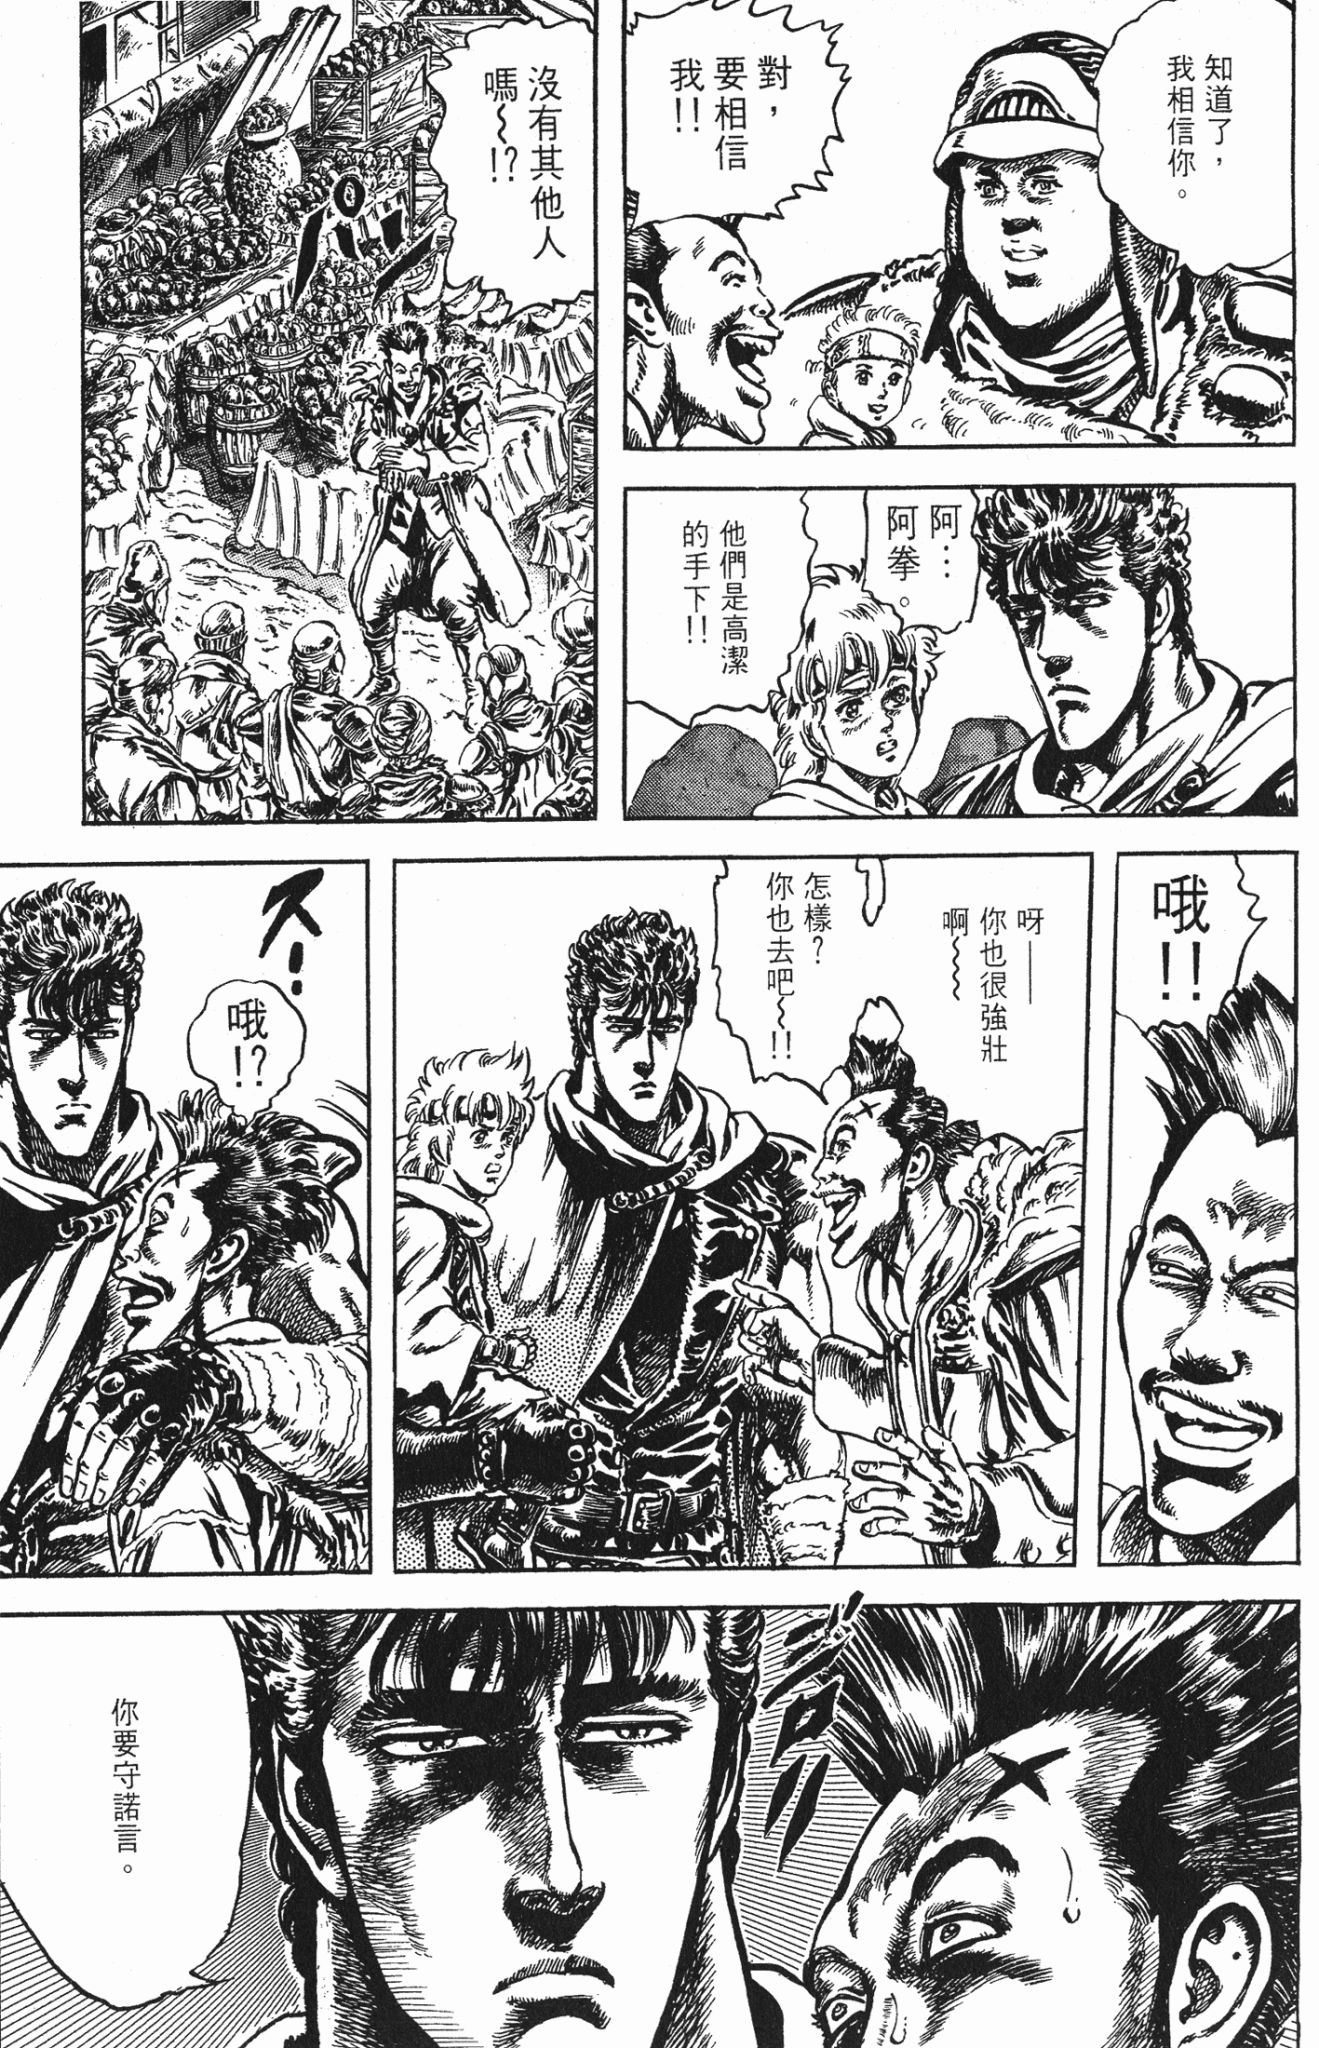 知道了，
我相信你。
對，
要相信
我!!
阿…
阿拳。
他們是高潔
的手下!!
沒有其他人
嗎～!?
哦!!
呀——
你也很強壯
啊～～
怎樣？
你也去吧～!!
ス!
哦!?
你要守諾言。